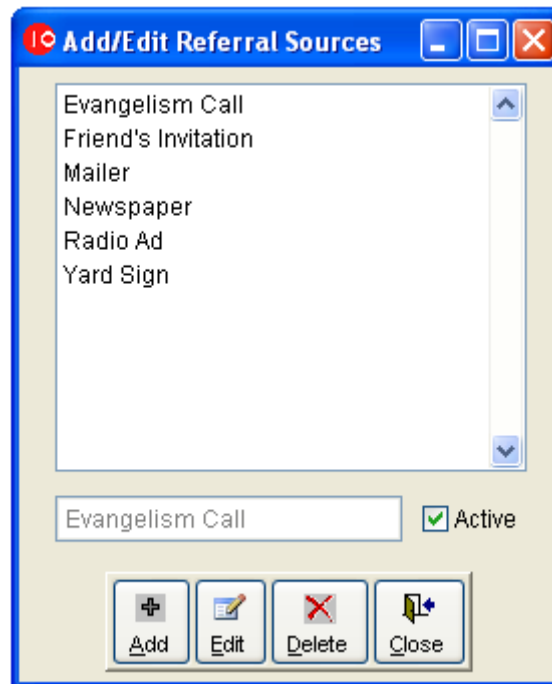 Add/Edit Referral Sources
Evangelism Call
Friend's Invitation
Mailer
Newspaper
Radio Ad
Yard Sign
Evangelism Call
Active
Add Edit Delete Close